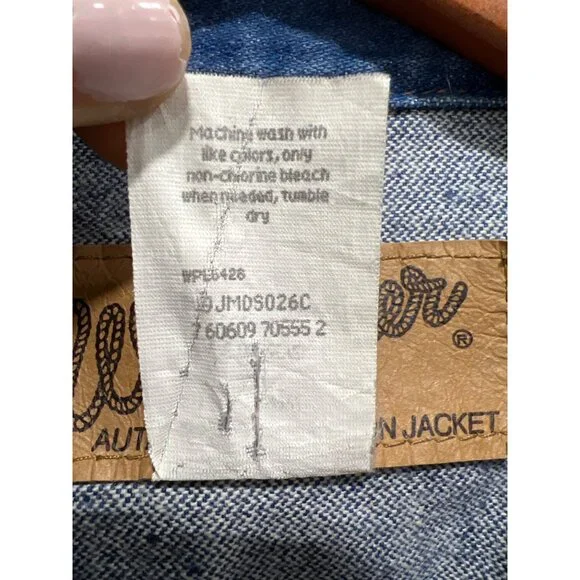 Machine wash with
like colors, only
non-chlorine bleach
when needed, tumble
dry
WPL6428
JMDS026C
7 60609 70555 2
®
AUT
N JACKET